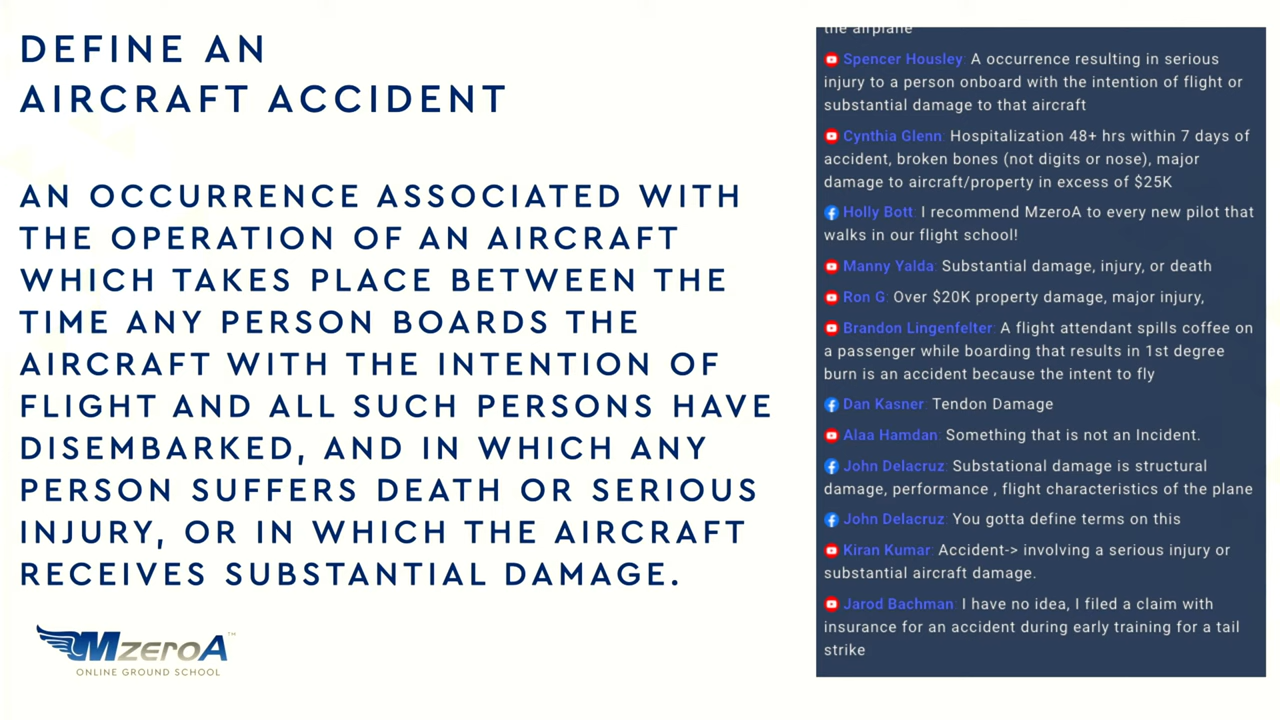 DEFINE AN
AIRCRAFT ACCIDENT
AN OCCURRENCE ASSOCIATED WITH
THE OPERATION OF AN AIRCRAFT
WHICH TAKES PLACE BETWEEN THE
TIME ANY PERSON BOARDS THE
AIRCRAFT WITH THE INTENTION OF
FLIGHT AND ALL SUCH PERSONS HAVE
DISEMBARKED, AND IN WHICH ANY
PERSON SUFFERS DEATH OR SERIOUS
INJURY, OR IN WHICH THE AIRCRAFT
RECEIVES SUBSTANTIAL DAMAGE.
MzeroA™
ONLINE GROUND SCHOOL
the airplane
Spencer Housley: A occurrence resulting in serious
injury to a person onboard with the intention of flight or
substantial damage to that aircraft
Cynthia Glenn: Hospitalization 48+ hrs within 7 days of
accident, broken bones (not digits or nose), major
damage to aircraft/property in excess of $25K
Holly Bott: I recommend MzeroA to every new pilot that
walks in our flight school!
Manny Yalda: Substantial damage, injury, or death
Ron G: Over $20K property damage, major injury,
Brandon Lingenfelter: A flight attendant spills coffee on
a passenger while boarding that results in 1st degree
burn is an accident because the intent to fly
Dan Kasner: Tendon Damage
Alaa Hamdan: Something that is not an Incident.
John Delacruz: Substational damage is structural
damage, performance , flight characteristics of the plane
John Delacruz: You gotta define terms on this
Kiran Kumar: Accident-> involving a serious injury or
substantial aircraft damage.
Jarod Bachman: I have no idea, I filed a claim with
insurance for an accident during early training for a tail
strike